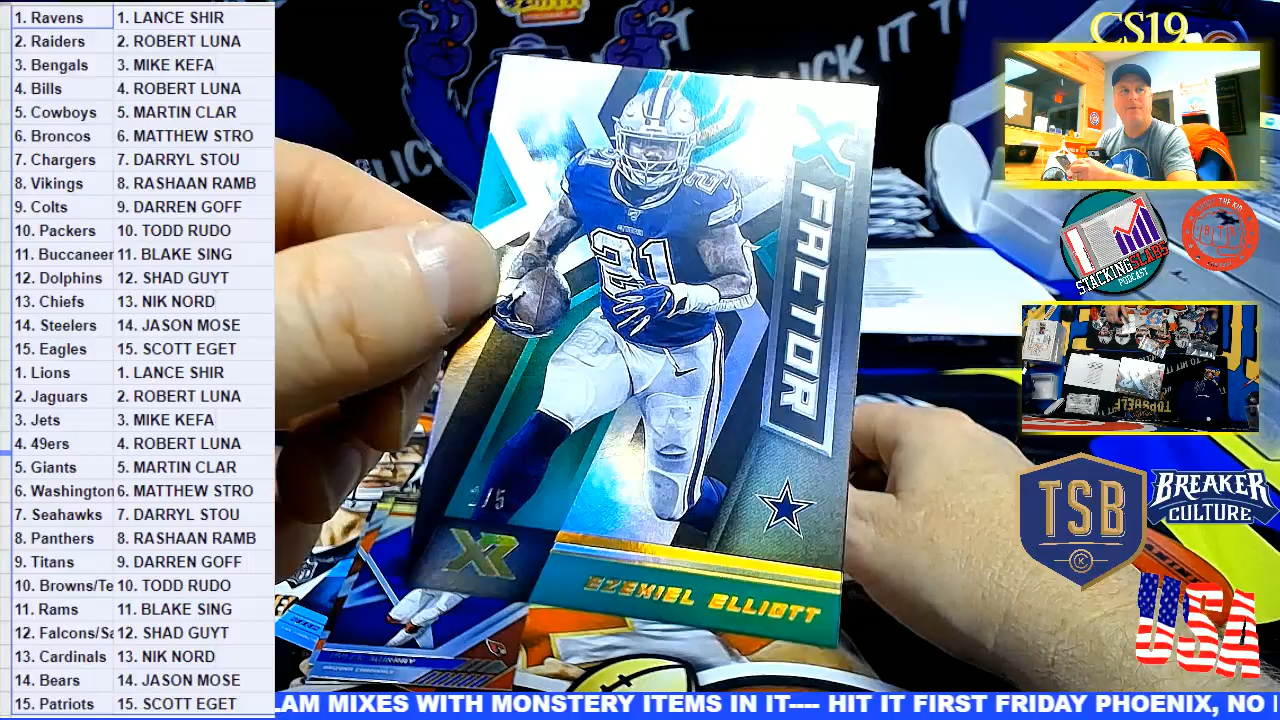 1. Ravens 1. LANCE SHIR
2. Raiders 2. ROBERT LUNA
3. Bengals 3. MIKE KEFA
4. Bills 4. ROBERT LUNA
5. Cowboys 5. MARTIN CLAR
6. Broncos 6. MATTHEW STRO
7. Chargers 7. DARRYL STOU
8. Vikings 8. RASHAAN RAMB
9. Colts 9. DARREN GOFF
10. Packers 10. TODD RUDO
11. Buccaneer 11. BLAKE SING
12. Dolphins 12. SHAD GUYT
13. Chiefs 13. NIK NORD
14. Steelers 14. JASON MOSE
15. Eagles 15. SCOTT EGET
1. Lions 1. LANCE SHIR
2. Jaguars 2. ROBERT LUNA
3. Jets 3. MIKE KEFA
4. 49ers 4. ROBERT LUNA
5. Giants 5. MARTIN CLAR
6. Washington 6. MATTHEW STRO
7. Seahawks 7. DARRYL STOU
8. Panthers 8. RASHAAN RAMB
9. Titans 9. DARREN GOFF
10. Browns/Te 10. TODD RUDO
11. Rams 11. BLAKE SING
12. Falcons/Sa 12. SHAD GUYT
13. Cardinals 13. NIK NORD
14. Bears 14. JASON MOSE
15. Patriots 15. SCOTT EGET
CK IT TO
X FACTOR
21
21
XR
EZEKIEL ELLIOTT
CS19
STACKING SLABS
PODCAST
TSB
K
BREAKER
CULTURE
USA
LAM MIXES WITH MONSTERY ITEMS IN IT---- HIT IT FIRST FRIDAY PHOENIX, NO